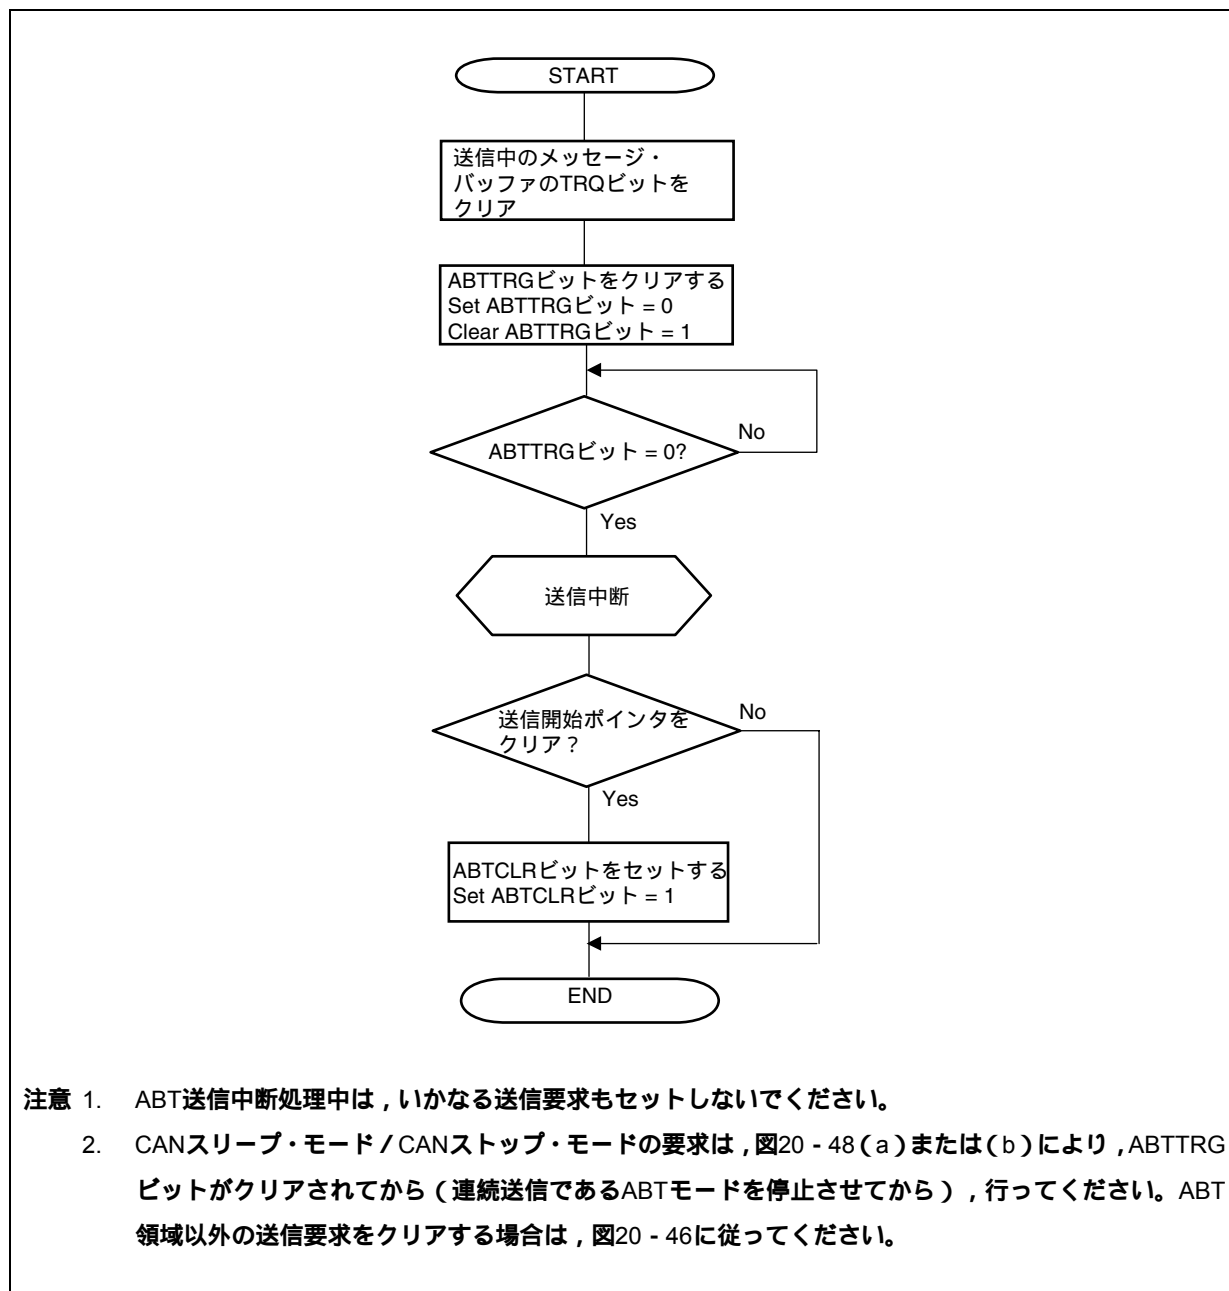 START
送信中のメッセージ・
バッファのTRQビットを
クリア
ABTTRGビットをクリアする
Set ABTTRGビット = 0
Clear ABTTRGビット = 1
ABTTRGビット = 0?
No
Yes
送信中断
送信開始ポインタを
クリア？
No
Yes
ABTCLRビットをセットする
Set ABTCLRビット = 1
END
注意 1. ABT送信中断処理中は，いかなる送信要求もセットしないでください。
2. CANスリープ・モード／CANストップ・モードの要求は，図20 - 48（a）または（b）により，ABTTRG
ビットがクリアされてから（連続送信であるABTモードを停止させてから），行ってください。ABT
領域以外の送信要求をクリアする場合は，図20 - 46に従ってください。